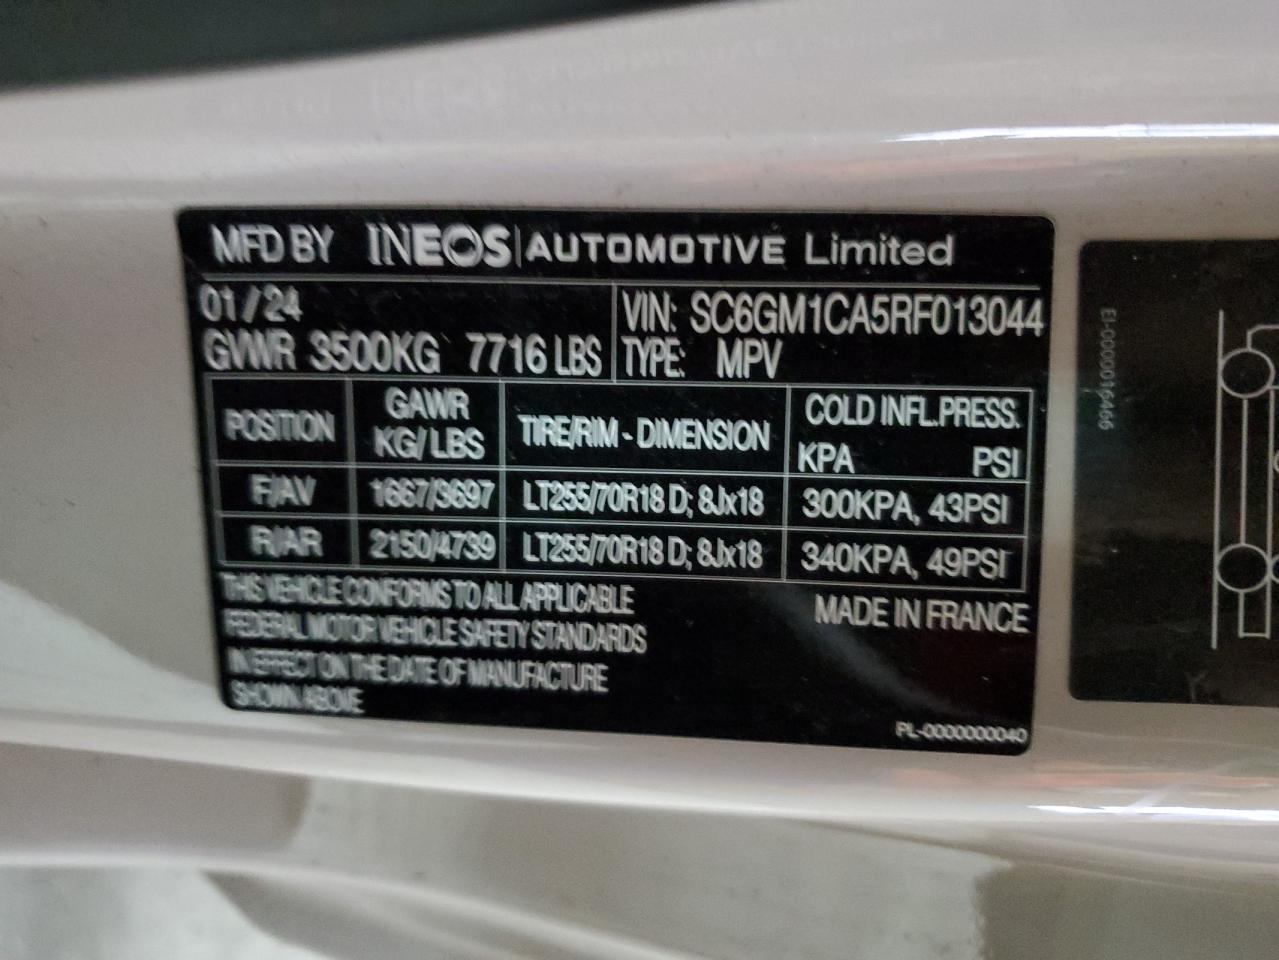 MFD BY INEOS | AUTOMOTIVE Limited
01/24
VIN: SC6GM1CA5RF013044
GVWR 3500KG 7716 LBS
TYPE: MPV
POSITION GAWR KG/LBS TIRE/RIM - DIMENSION COLD INFL.PRESS. KPA PSI
F/AV 1667/3697 LT255/70R18 D; 8Jx18 300KPA, 43PSI
R/AR 2150/4739 LT255/70R18 D; 8Jx18 340KPA, 49PSI
THIS VEHICLE CONFORMS TO ALL APPLICABLE
FEDERAL MOTOR VEHICLE SAFETY STANDARDS
IN EFFECT ON THE DATE OF MANUFACTURE
SHOWN ABOVE
MADE IN FRANCE
PL-0000000040